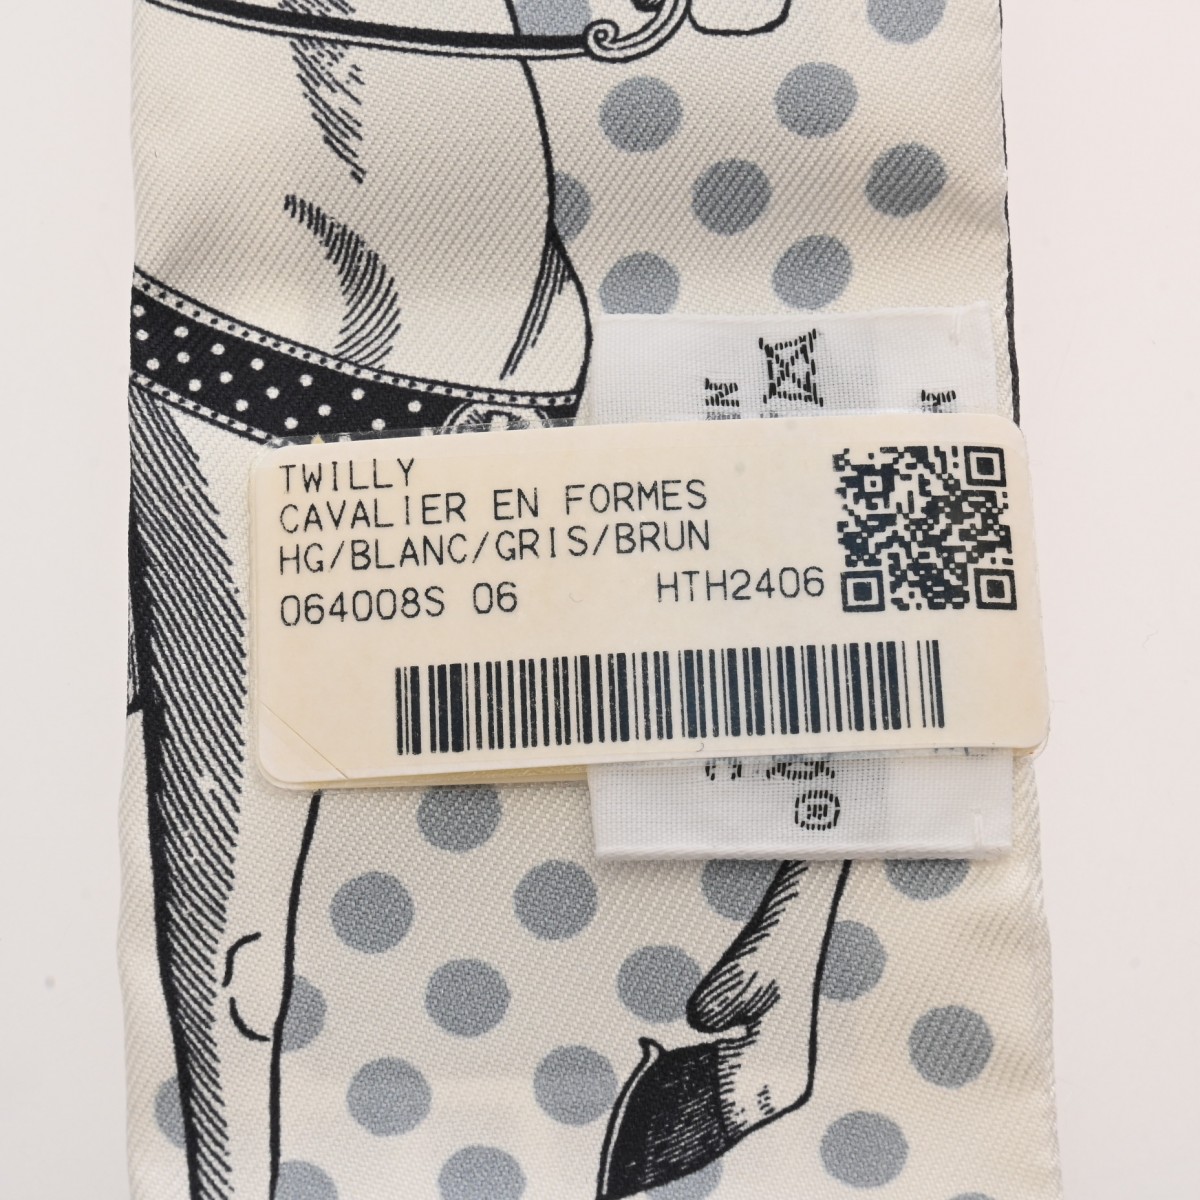 TWILLY
CAVALIER EN FORMES
HG/BLANC/GRIS/BRUN
064008S 06 HTH2406